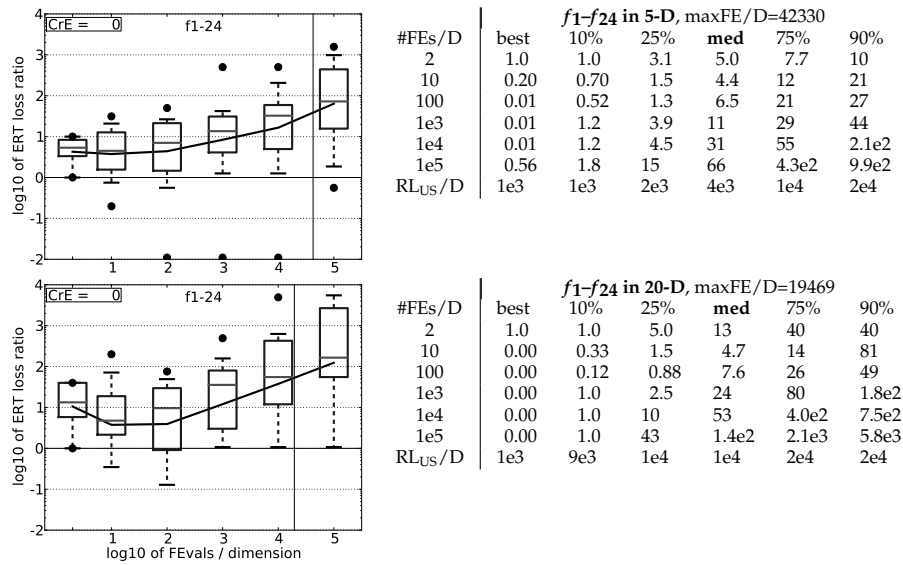 CrE = 0
f1-24
4
3
2
1
0
-1
-2
log10 of ERT loss ratio
1 2 3 4 5
f1–f24 in 5-D, maxFE/D=42330
#FEs/D best 10% 25% med 75% 90%
2 1.0 1.0 3.1 5.0 7.7 10
10 0.20 0.70 1.5 4.4 12 21
100 0.01 0.52 1.3 6.5 21 27
1e3 0.01 1.2 3.9 11 29 44
1e4 0.01 1.2 4.5 31 55 2.1e2
1e5 0.56 1.8 15 66 4.3e2 9.9e2
RLUS/D 1e3 1e3 2e3 4e3 1e4 2e4
CrE = 0
f1-24
4
3
2
1
0
-1
-2
log10 of ERT loss ratio
1 2 3 4 5
log10 of FEvals / dimension
f1–f24 in 20-D, maxFE/D=19469
#FEs/D best 10% 25% med 75% 90%
2 1.0 1.0 5.0 13 40 40
10 0.00 0.33 1.5 4.7 14 81
100 0.00 0.12 0.88 7.6 26 49
1e3 0.00 1.0 2.5 24 80 1.8e2
1e4 0.00 1.0 10 53 4.0e2 7.5e2
1e5 0.00 1.0 43 1.4e2 2.1e3 5.8e3
RLUS/D 1e3 9e3 1e4 1e4 2e4 2e4